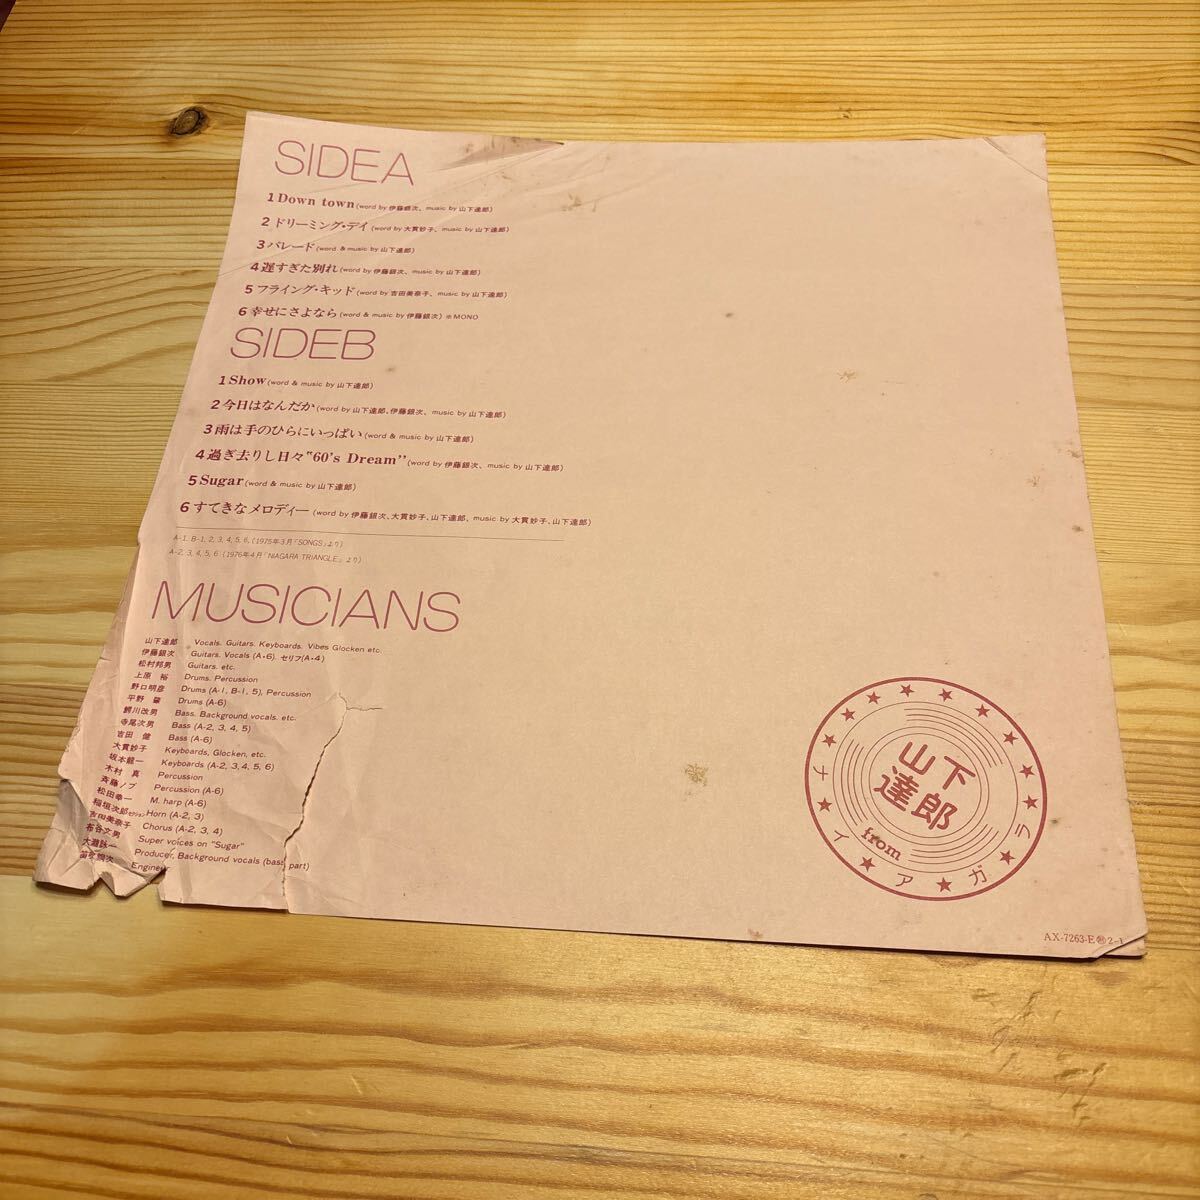 SIDEA
1 Down town (word by 伊藤銀次、music by 山下達郎)
2 ドリーミング・デイ (word by 大貫妙子、music by 山下達郎)
3 パレード (word & music by 山下達郎)
4 遅すぎた別れ (word by 伊藤銀次、music by 山下達郎)
5 フライング・キッド (word by 吉田美奈子、music by 山下達郎)
6 幸せにさよなら (word & music by 伊藤銀次) ※MONO
SIDEB
1 Show (word & music by 山下達郎)
2 今日はなんだか (word by 山下達郎、伊藤銀次、music by 山下達郎)
3 雨は手のひらにいっぱい (word & music by 山下達郎)
4 過ぎ去りし日々"60's Dream" (word by 伊藤銀次、music by 山下達郎)
5 Sugar (word & music by 山下達郎)
6 すてきなメロディー (word by 伊藤銀次、大貫妙子、山下達郎、music by 大貫妙子、山下達郎)
A-1. B-1, 2, 3, 4, 5, 6, (1975年3月「SONGS」より)
A-2, 3, 4, 5, 6 (1976年4月「NIAGARA TRIANGLE」より)
MUSICIANS
山下達郎 Vocals. Guitars. Keyboards. Vibes Glocken etc.
伊藤銀次 Guitars. Vocals (A・6). セリフ(A・4)
松村邦男 Guitars. etc.
上原 裕 Drums. Percussion
野口明彦 Drums (A-1, B-1, 5), Percussion
平野 肇 Drums (A-6)
鰐川改男 Bass. Background vocals. etc.
寺尾次男 Bass (A-2, 3, 4, 5)
吉田 健 Bass (A-6)
大貫妙子 Keyboards, Glocken, etc.
坂本龍一 Keyboards (A-2, 3, 4, 5, 6)
木村 真 Percussion
斉藤ノブ Percussion (A-6)
松田幸一 M. harp (A-6)
稲垣次郎セクション Horn (A-2, 3)
吉田美奈子 Chorus (A-2, 3, 4)
布谷文男 Super voices on "Sugar"
大瀧詠一 Producer, Background vocals (bass part)
笛吹銅次 Engineer
山下
達郎
from
ナイアガラ
AX-7263-E 2-1